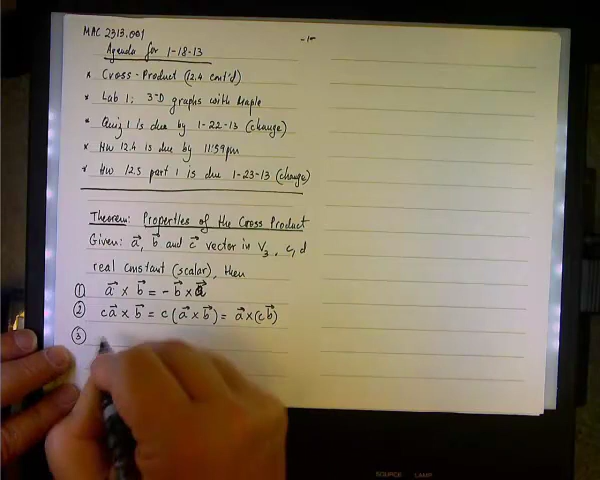 MAC 2313.001
-1-
Agenda for 1-18-13
* Cross-Product (12.4 cont'd)
* Lab 1: 3-D graphs with Maple
* Quiz 1 is due by 1-22-13 (change)
* HW 12.4 is due by 11:59pm
* HW 12.5 part 1 is due 1-23-13 (change)
Theorem: Properties of the Cross Product
Given: a⃗, b⃗ and c⃗ vector in V₃, c, d
real constant (scalar), then
① a⃗ × b⃗ = - b⃗ × a⃗
② c a⃗ × b⃗ = c (a⃗ × b⃗) = a⃗ × (c b⃗)
③
SOURCE LAMP